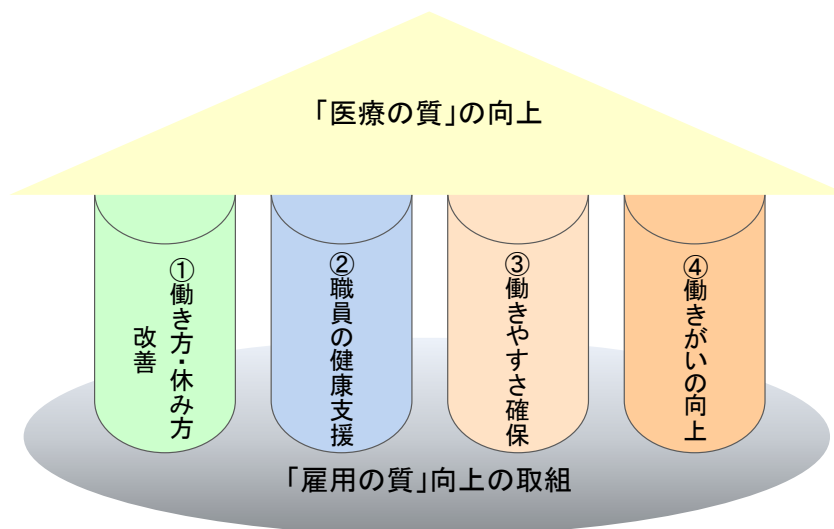 「医療の質」の向上
①働き方・休み方
改善
②職員の健康支援
③働きやすさ確保
④働きがいの向上
「雇用の質」向上の取組